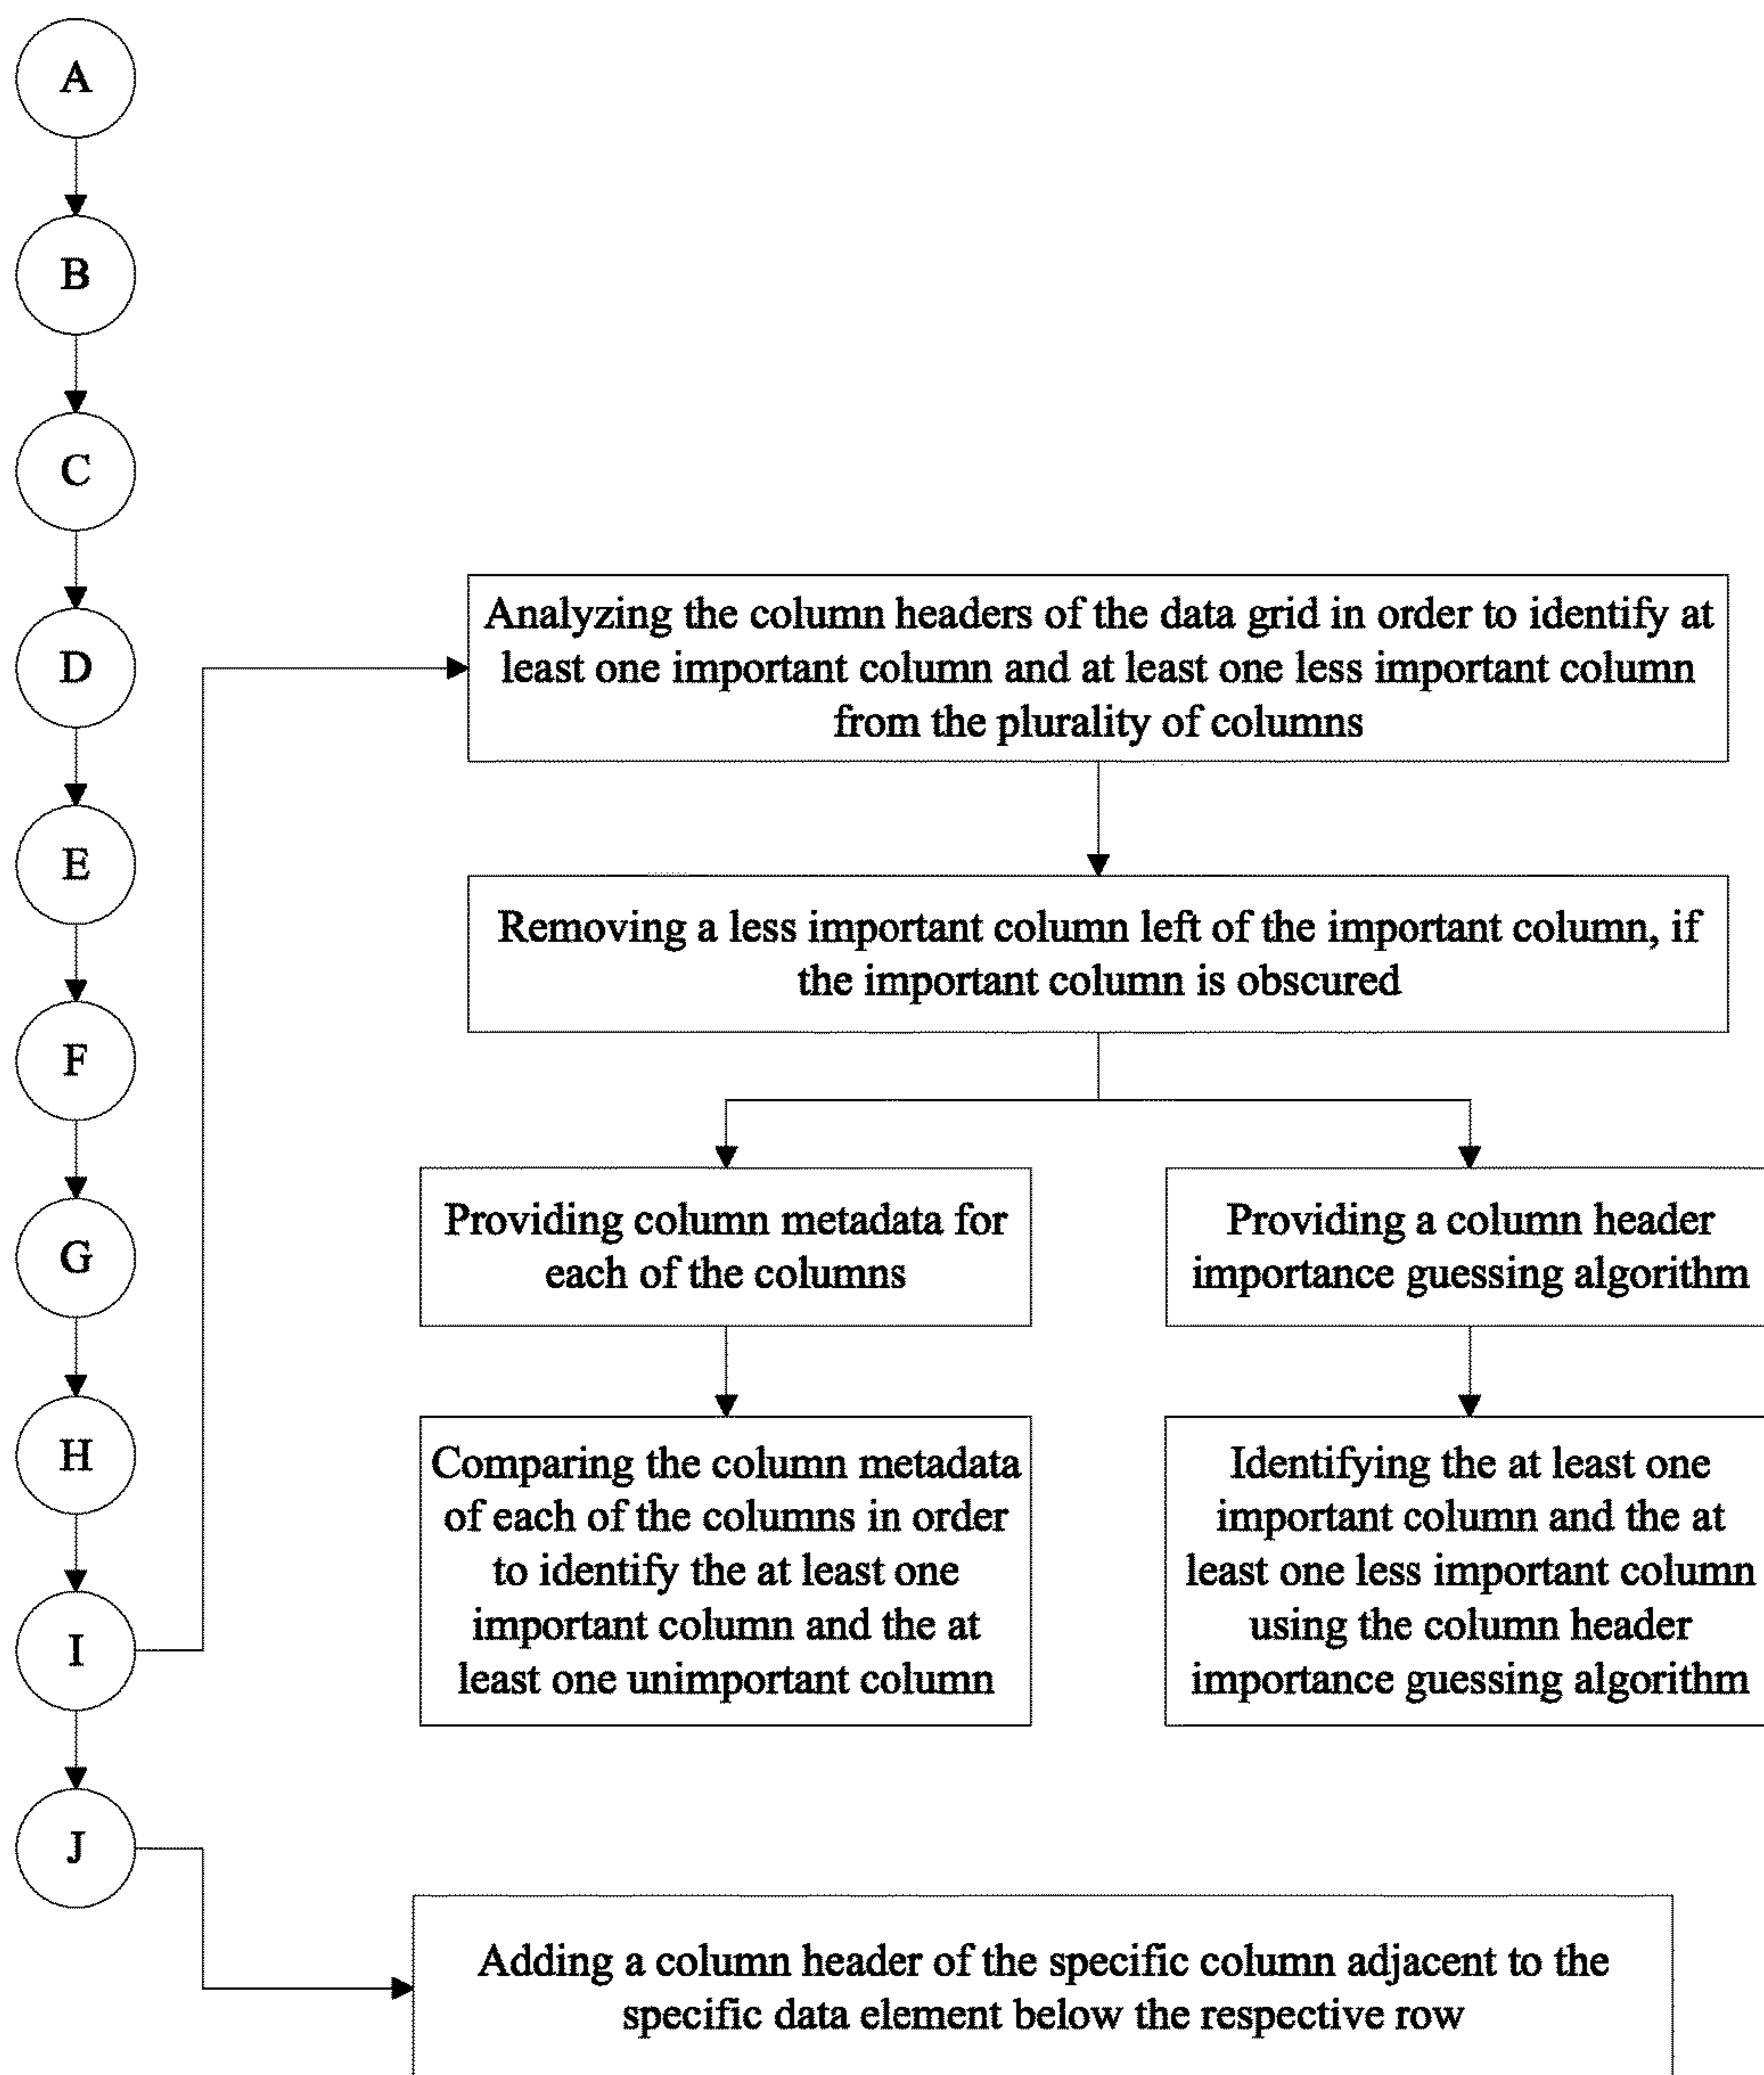 A
B
C
D
E
F
G
H
I
J
Analyzing the column headers of the data grid in order to identify at
least one important column and at least one less important column
from the plurality of columns
Removing a less important column left of the important column, if
the important column is obscured
Providing column metadata for
each of the columns
Comparing the column metadata
of each of the columns in order
to identify the at least one
important column and the at
least one unimportant column
Providing a column header
importance guessing algorithm
Identifying the at least one
important column and the at
least one less important column
using the column header
importance guessing algorithm
Adding a column header of the specific column adjacent to the
specific data element below the respective row